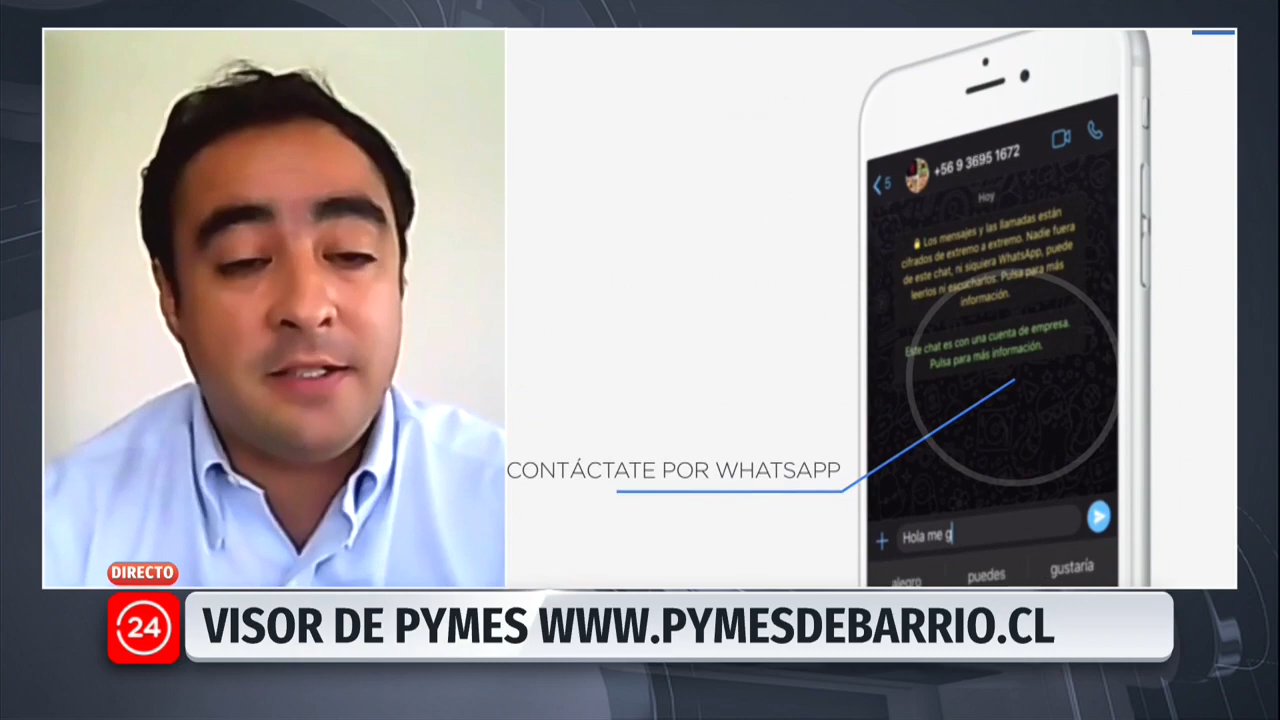 +56 9 3695 1672
5
Hoy
Los mensajes y las llamadas están
cifrados de extremo a extremo. Nadie fuera
de este chat, ni siquiera WhatsApp, puede
leerlos ni escucharlos. Pulsa para más
información.
Este chat es con una cuenta de empresa.
Pulsa para más información.
CONTÁCTATE POR WHATSAPP
Hola me g
alegro puedes gustaría
DIRECTO
24
VISOR DE PYMES WWW.PYMESDEBARRIO.CL